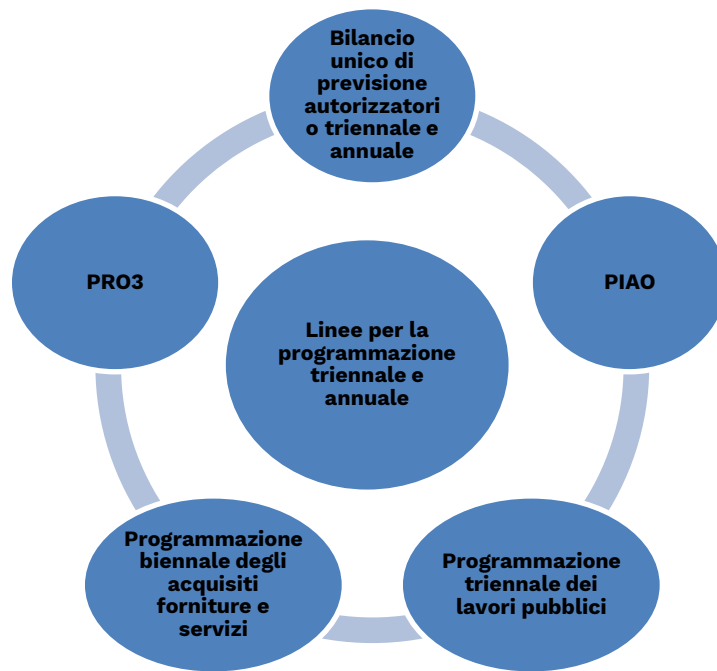 Bilancio
unico di
previsione
autorizzatori
o triennale e
annuale
PRO3
PIAO
Linee per la
programmazione
triennale e
annuale
Programmazione
biennale degli
acquisiti
forniture e
servizi
Programmazione
triennale dei
lavori pubblici